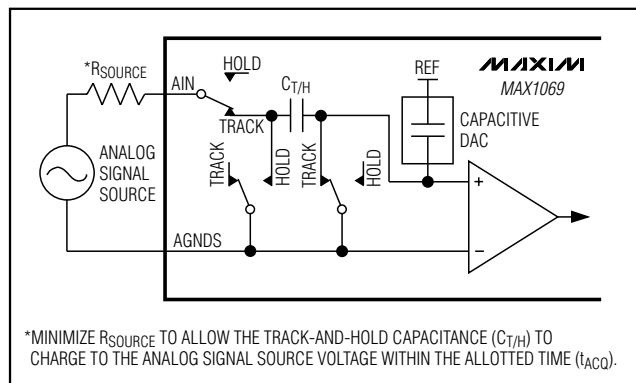 *RSOURCE
AIN
HOLD
CT/H
REF
MAXIM
MAX1069
TRACK
CAPACITIVE
DAC
ANALOG
SIGNAL
SOURCE
TRACK
HOLD
TRACK
HOLD
+
−
AGNDS
*MINIMIZE RSOURCE TO ALLOW THE TRACK-AND-HOLD CAPACITANCE (CT/H) TO
CHARGE TO THE ANALOG SIGNAL SOURCE VOLTAGE WITHIN THE ALLOTTED TIME (tACQ).